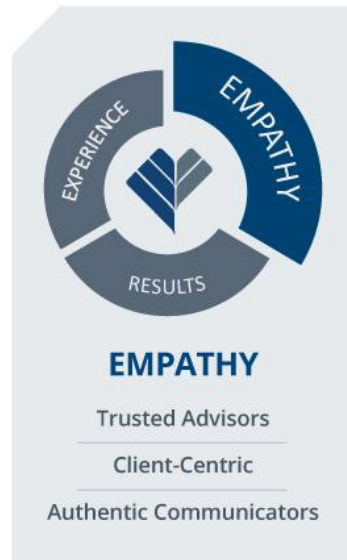 EXPERIENCE
EMPATHY
RESULTS
EMPATHY
Trusted Advisors
Client-Centric
Authentic Communicators